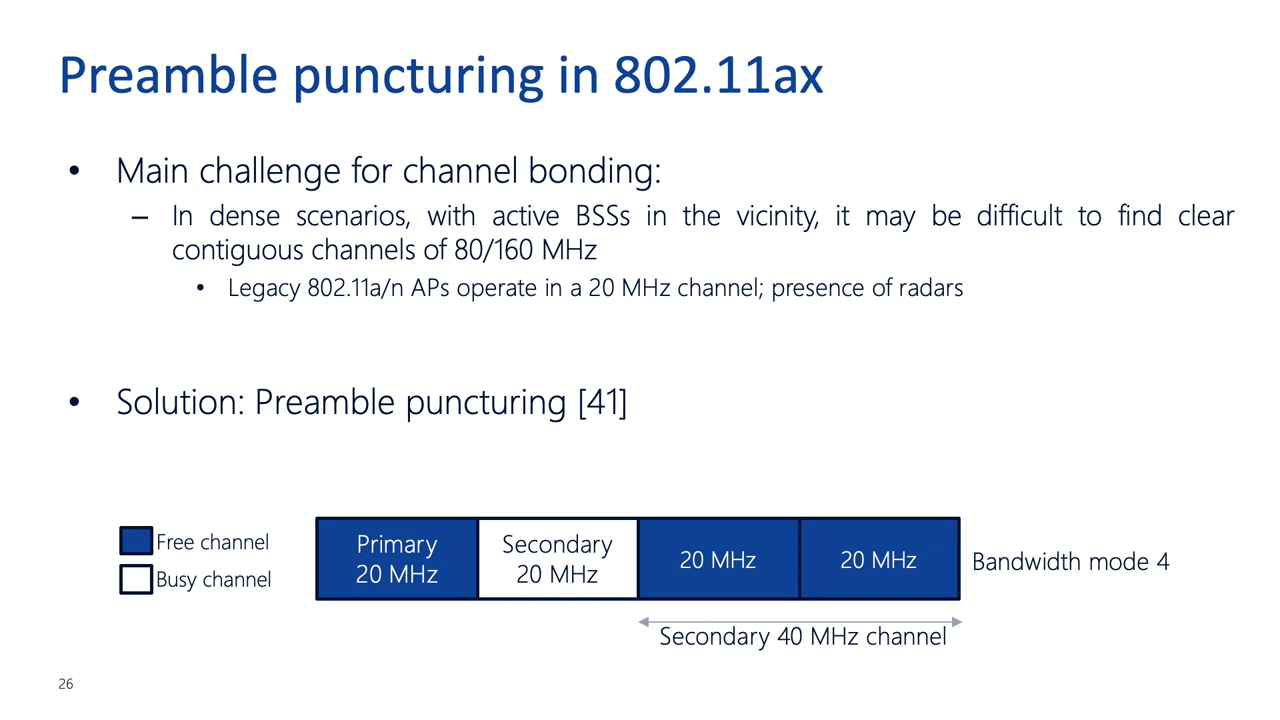 Preamble puncturing in 802.11ax
• Main challenge for channel bonding:
– In dense scenarios, with active BSSs in the vicinity, it may be difficult to find clear
contiguous channels of 80/160 MHz
• Legacy 802.11a/n APs operate in a 20 MHz channel; presence of radars
• Solution: Preamble puncturing [41]
Free channel
Busy channel
Primary
20 MHz
Secondary
20 MHz
20 MHz
20 MHz
Bandwidth mode 4
Secondary 40 MHz channel
26